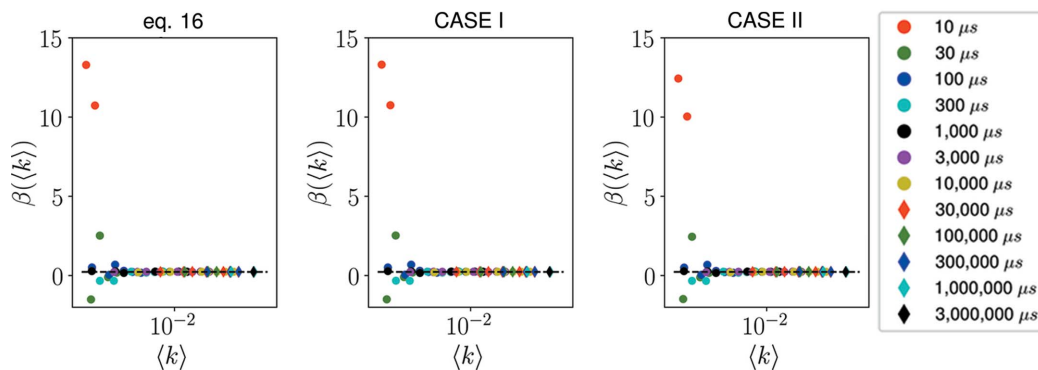 eq. 16
CASE I
CASE II
15
10
5
0
β(⟨k⟩)
10⁻²
⟨k⟩
15
10
5
0
β(⟨k⟩)
10⁻²
⟨k⟩
15
10
5
0
β(⟨k⟩)
10⁻²
⟨k⟩
10 μs
30 μs
100 μs
300 μs
1,000 μs
3,000 μs
10,000 μs
30,000 μs
100,000 μs
300,000 μs
1,000,000 μs
3,000,000 μs